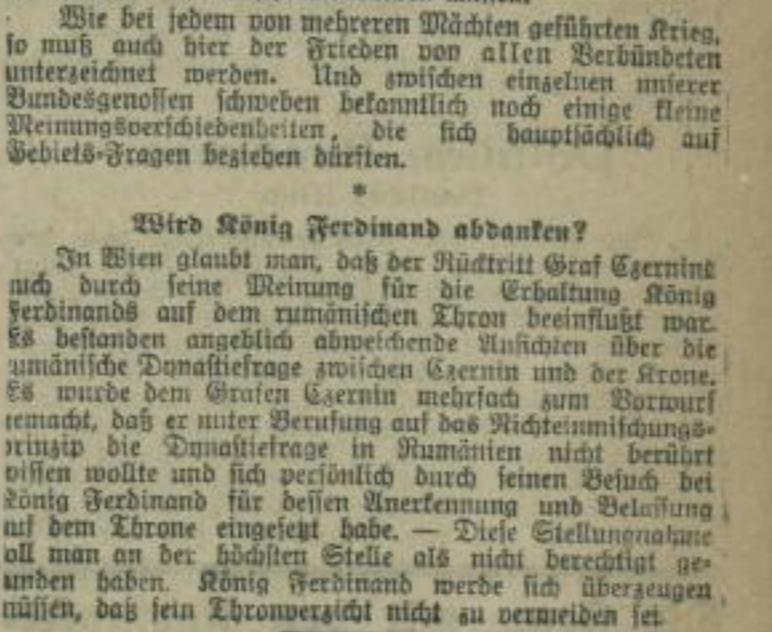 Wie bei jedem von mehreren Mächten geführten Krieg,
so muß auch hier der Frieden von allen Verbündeten
unterzeichnet werden. Und zwischen einzelnen unserer
Bundesgenossen schweben bekanntlich noch einige kleine
Meinungsverschiedenheiten, die sich hauptsächlich auf
Gebiets-Fragen beziehen dürften.
*
Wird König Ferdinand abdanken?
In Wien glaubt man, daß der Rücktritt Graf Czernins
auch durch seine Meinung für die Erhaltung König
Ferdinands auf dem rumänischen Thron beeinflußt war.
Es bestanden angeblich abweichende Ansichten über die
umänische Dynastiefrage zwischen Czernin und der Krone.
Es wurde dem Grafen Czernin mehrfach zum Vorwurf
gemacht, daß er unter Berufung auf das Nichteinmischungs-
prinzip die Dynastiefrage in Rumänien nicht berührt
wissen wollte und sich persönlich durch seinen Besuch bei
König Ferdinand für dessen Anerkennung und Belassung
auf dem Throne eingesetzt habe. — Diese Stellungnahme
oll man an der höchsten Stelle als nicht berechtigt ge-
unden haben. König Ferdinand werde sich überzeugen
müssen, daß sein Thronverzicht nicht zu vermeiden sei.